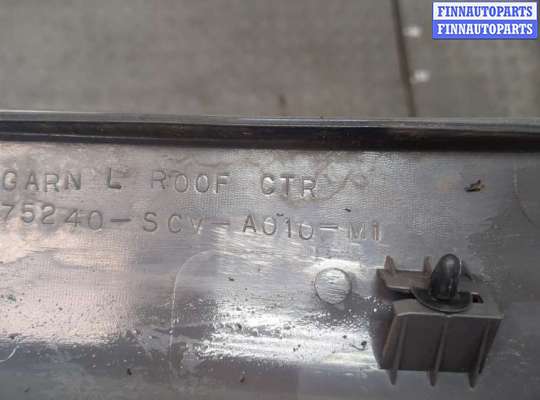 FINNAUTOPARTS
FINNAUTOPARTS
GARN L ROOF CTR
75240-SCV-A010-M1